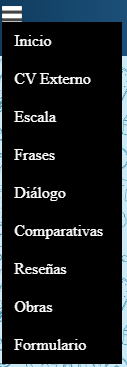 Inicio
CV Externo
Escala
Frases
Diálogo
Comparativas
Reseñas
Obras
Formulario